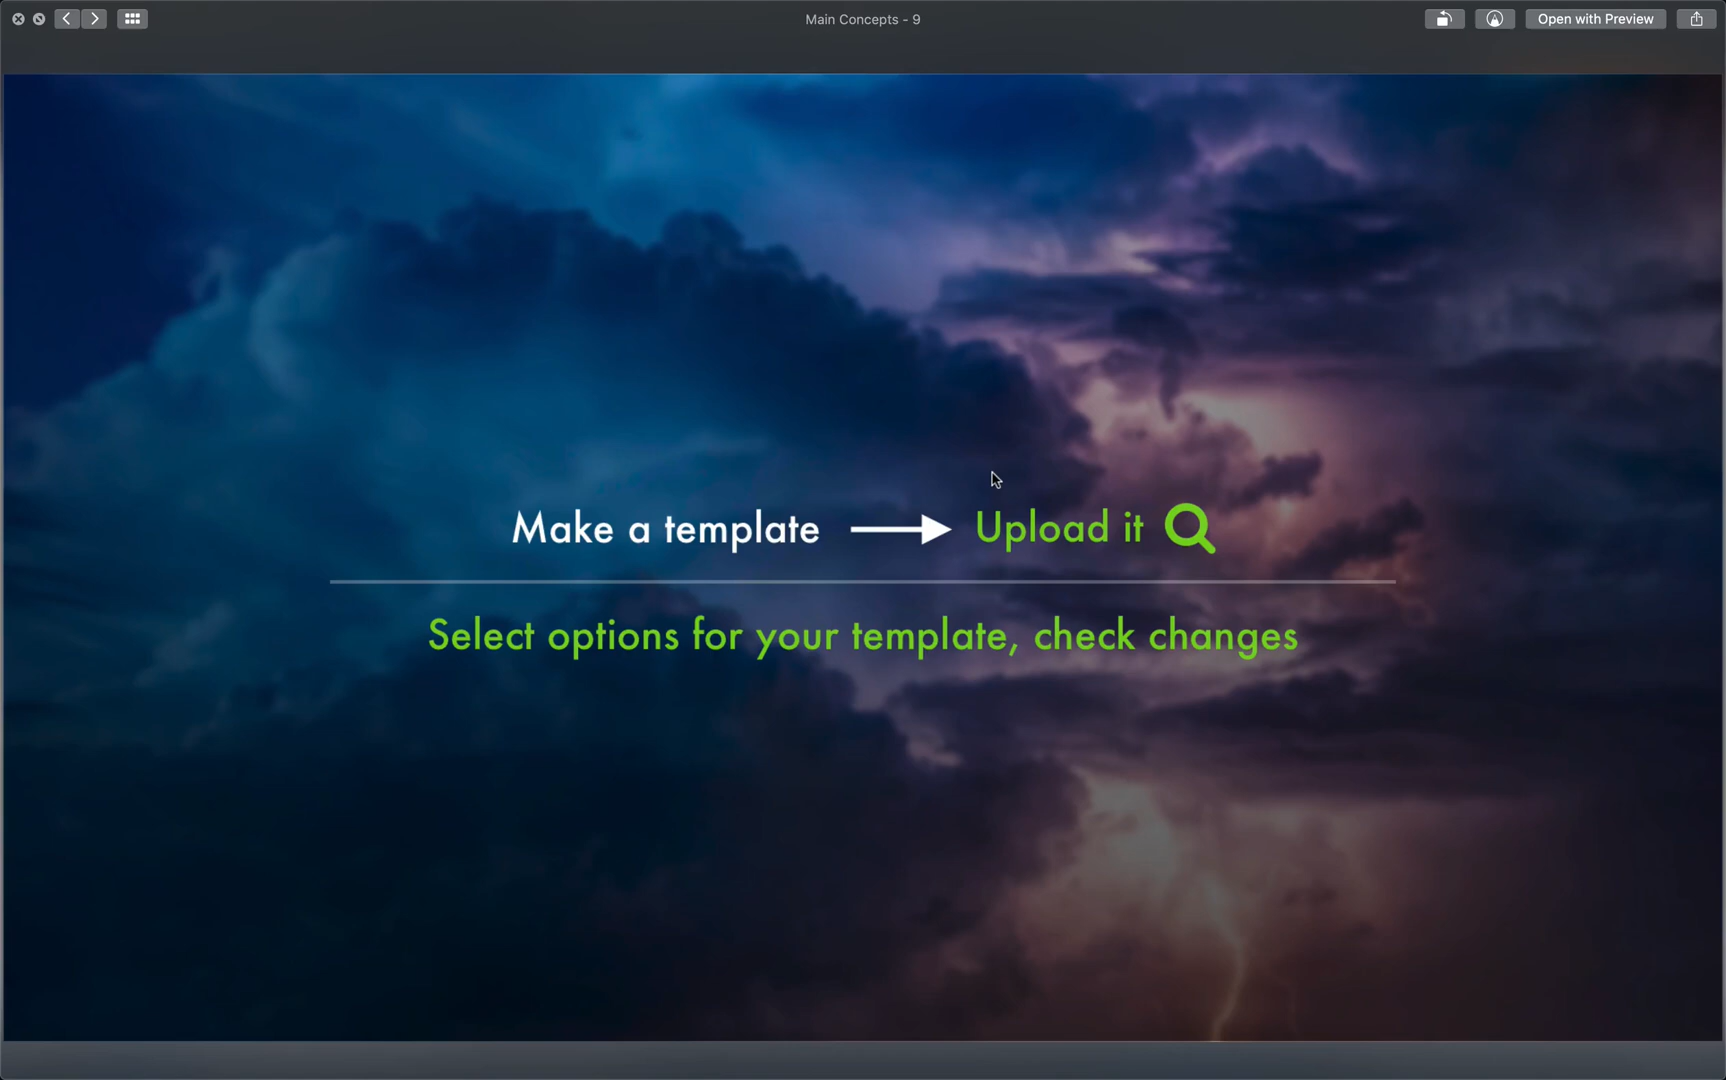 Main Concepts - 9
Open with Preview
Make a template Upload it
Select options for your template, check changes